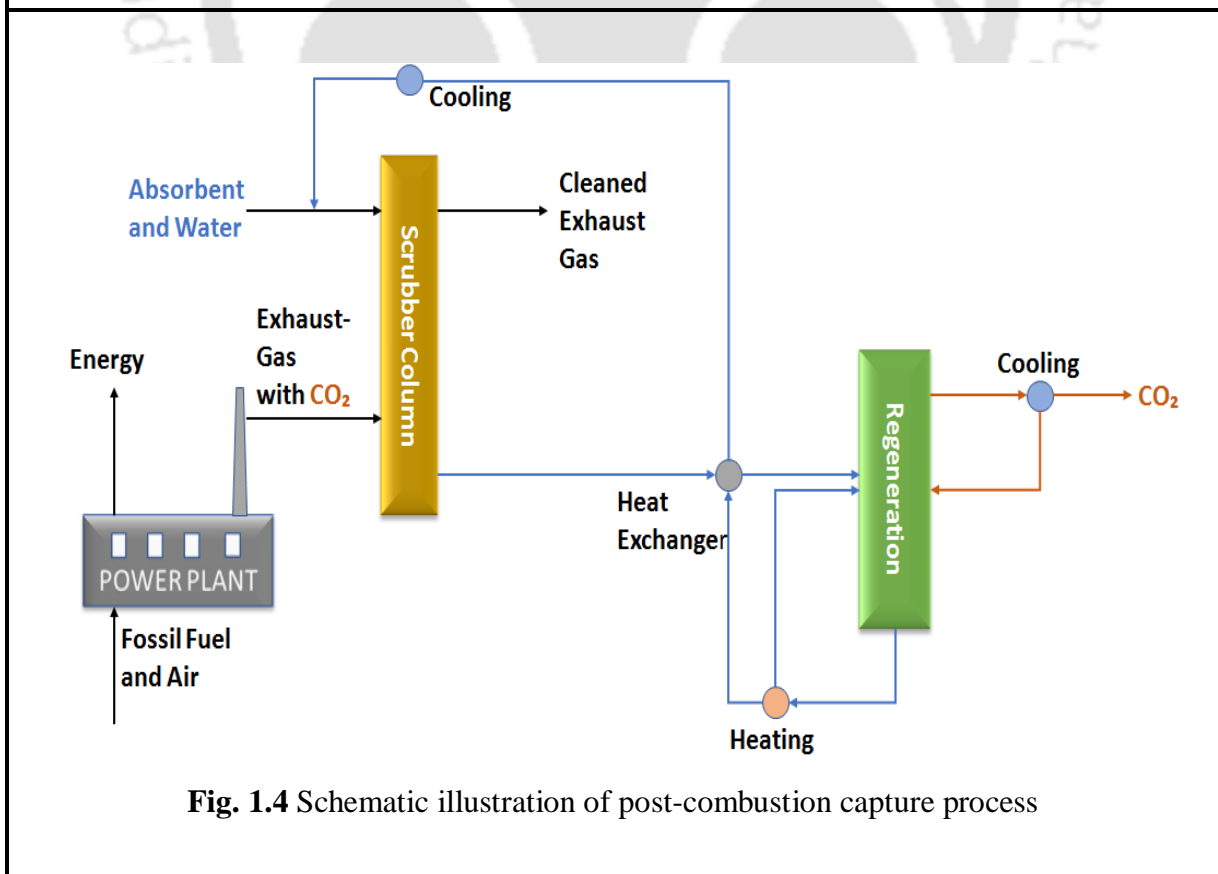 Cooling
Absorbent
and Water
Cleaned
Exhaust
Gas
Scrubber Column
Exhaust-
Gas
with CO₂
Energy
Cooling
CO₂
Regeneration
Heat
Exchanger
POWER PLANT
Fossil Fuel
and Air
Heating
Fig. 1.4 Schematic illustration of post-combustion capture process